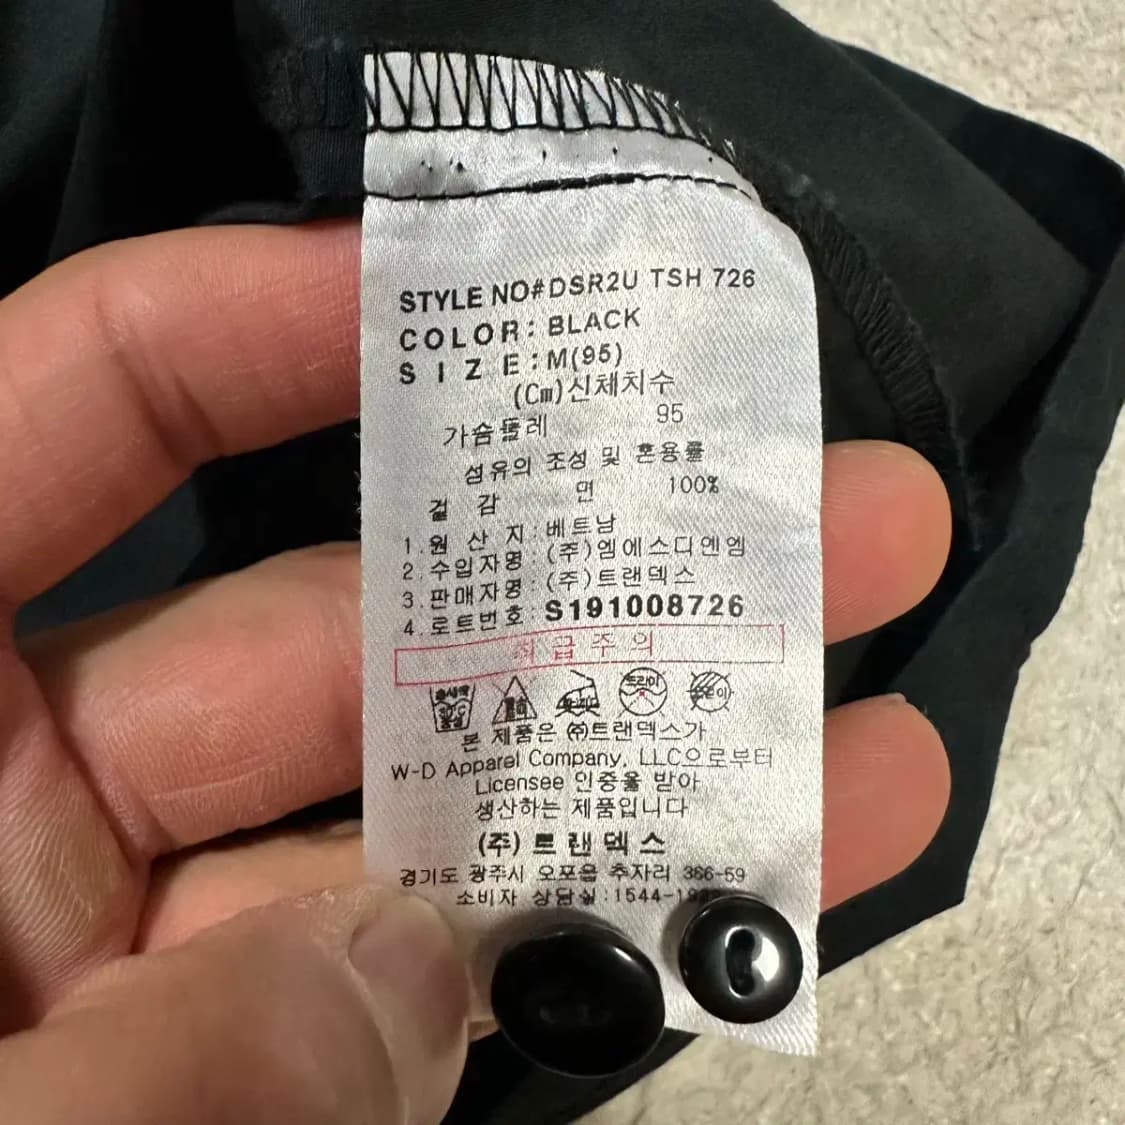 STYLE NO#DSR2U TSH 726
COLOR: BLACK
SIZE: M(95)
(Cm)신체치수
가슴둘레 95
섬유의 조성 및 혼용률
겉 감 면 100%
1.원 산 지:베트남
2.수입자명:(주)엠에스디엔엠
3.판매자명:(주)트랜덱스
4.로트번호:S191008726
취급주의
드라이
본 제품은 ㈜트랜덱스가
W-D Apparel Company, LLC으로부터
Licensee 인증을 받아
생산하는 제품입니다
(주)트랜덱스
경기도 광주시 오포읍 추자리 366-59
소비자 상담실:1544-